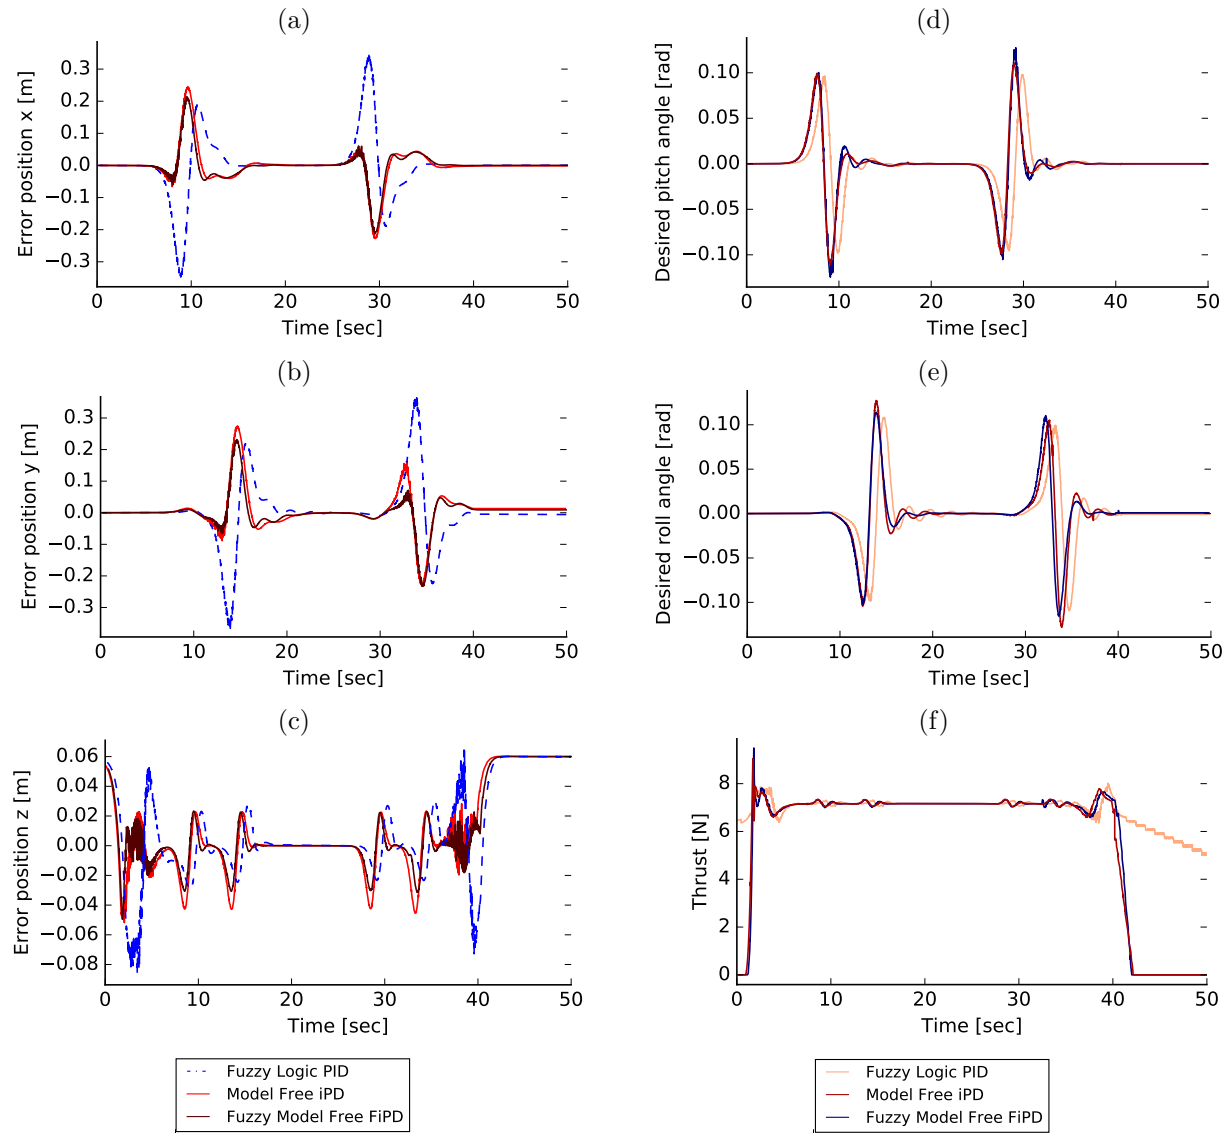 (a)
Error position x [m]
0.3
0.2
0.1
0.0
−0.1
−0.2
−0.3
0 10 20 30 40 50
Time [sec]
(d)
Desired pitch angle [rad]
0.10
0.05
0.00
−0.05
−0.10
0 10 20 30 40 50
Time [sec]
(b)
Error position y [m]
0.3
0.2
0.1
0.0
−0.1
−0.2
−0.3
0 10 20 30 40 50
Time [sec]
(e)
Desired roll angle [rad]
0.10
0.05
0.00
−0.05
−0.10
0 10 20 30 40 50
Time [sec]
(c)
Error position z [m]
0.06
0.04
0.02
0.00
−0.02
−0.04
−0.06
−0.08
0 10 20 30 40 50
Time [sec]
(f)
Thrust [N]
8
6
4
2
0
0 10 20 30 40 50
Time [sec]
Fuzzy Logic PID
Model Free iPD
Fuzzy Model Free FiPD
Fuzzy Logic PID
Model Free iPD
Fuzzy Model Free FiPD